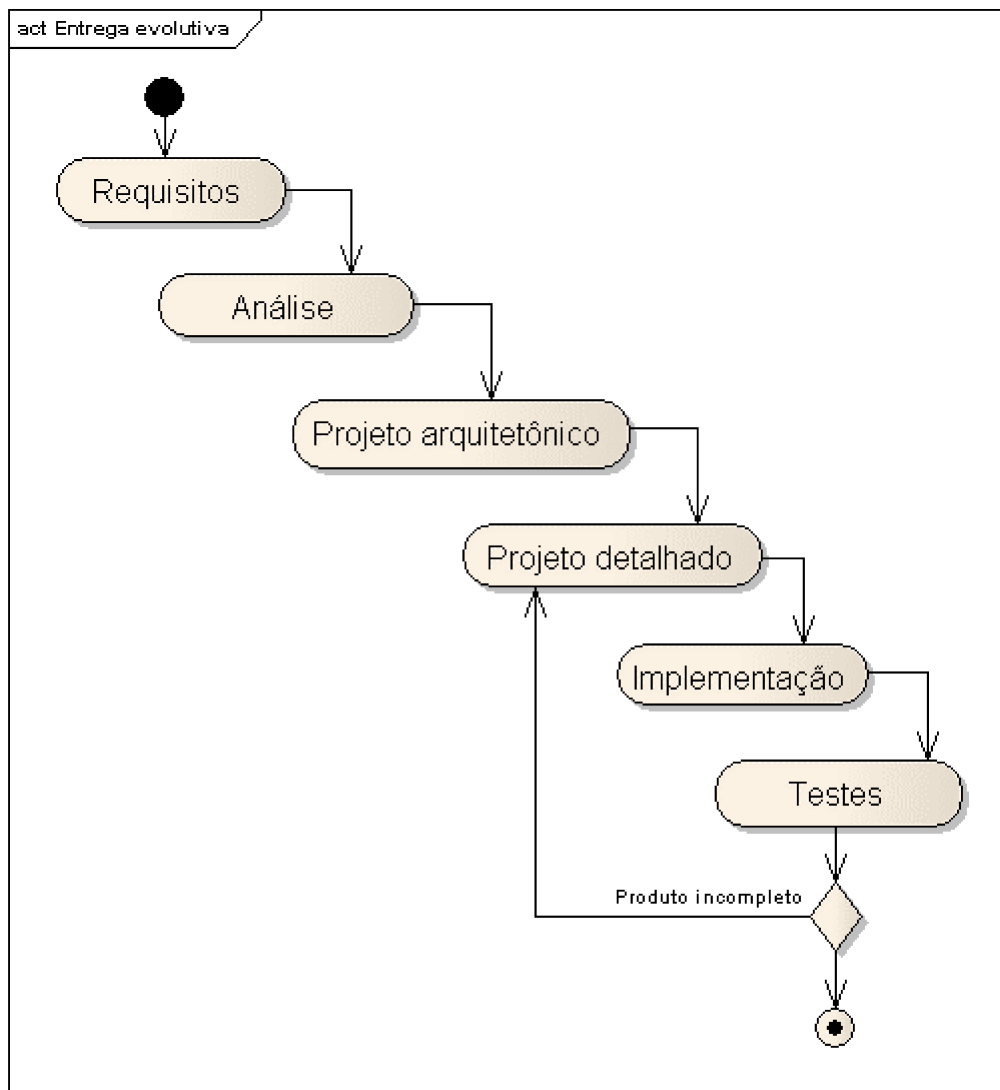 act Entrega evolutiva
Requisitos
Análise
Projeto arquitetônico
Projeto detalhado
Implementação
Testes
Produto incompleto